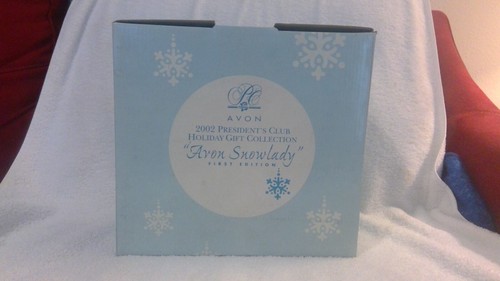 PC
AVON
2002 PRESIDENT'S CLUB
HOLIDAY GIFT COLLECTION
"Avon Snowlady"
FIRST EDITION